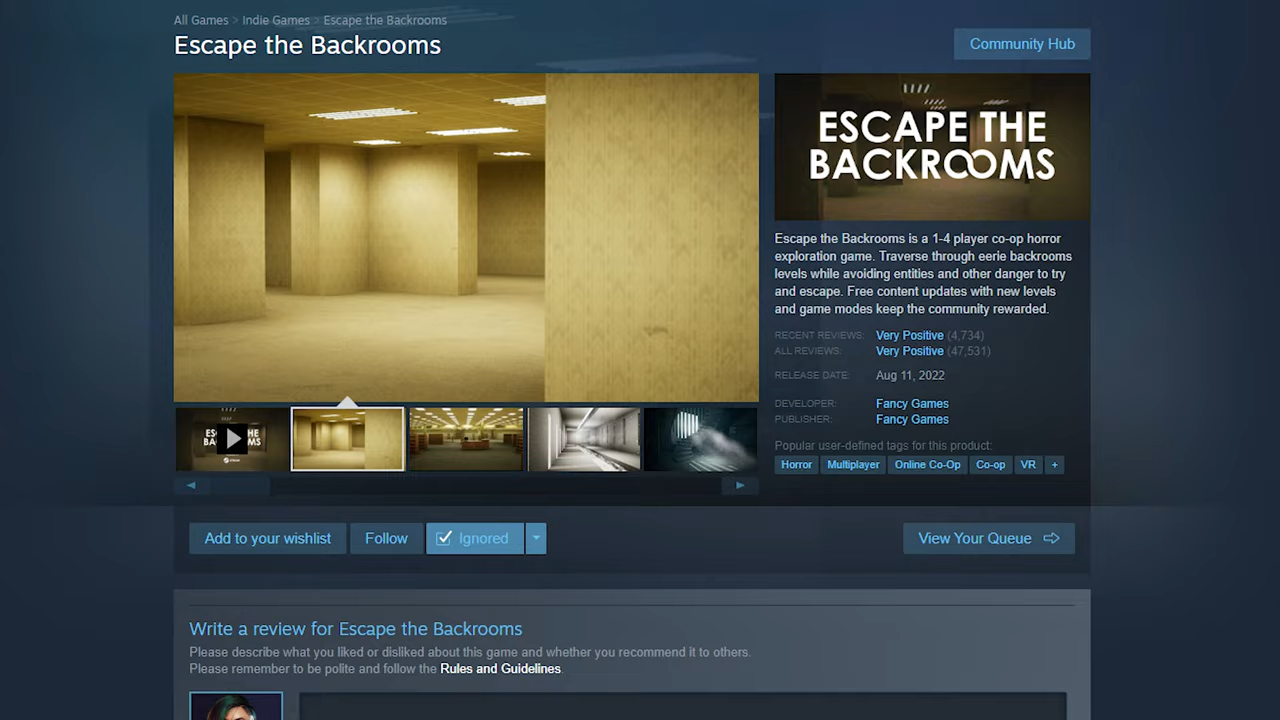 All Games > Indie Games > Escape the Backrooms
Escape the Backrooms
Community Hub
ESCAPE THE
BACKROOMS
Escape the Backrooms is a 1-4 player co-op horror
exploration game. Traverse through eerie backrooms
levels while avoiding entities and other danger to try
and escape. Free content updates with new levels
and game modes keep the community rewarded.
RECENT REVIEWS: Very Positive (4,734)
ALL REVIEWS: Very Positive (47,531)
RELEASE DATE: Aug 11, 2022
DEVELOPER: Fancy Games
PUBLISHER: Fancy Games
Popular user-defined tags for this product:
Horror Multiplayer Online Co-Op Co-op VR +
Add to your wishlist Follow Ignored View Your Queue
Write a review for Escape the Backrooms
Please describe what you liked or disliked about this game and whether you recommend it to others.
Please remember to be polite and follow the Rules and Guidelines.